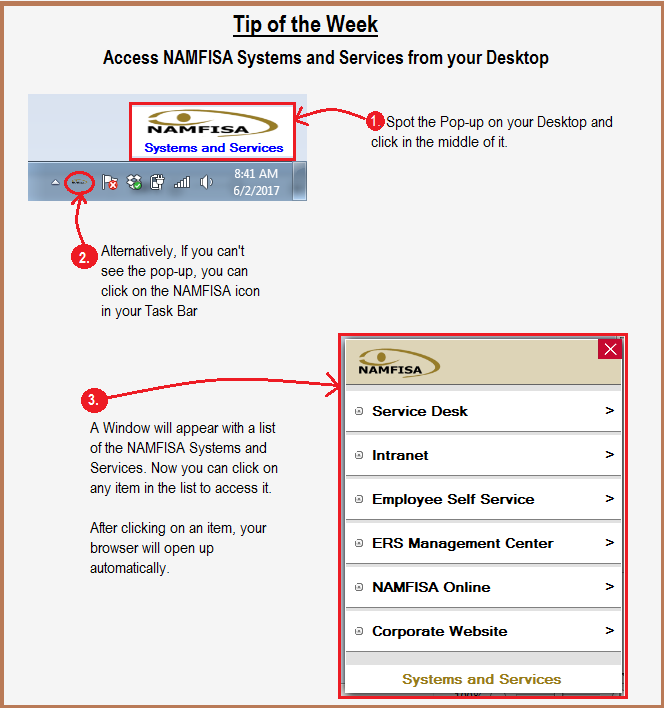 Tip of the Week
Access NAMFISA Systems and Services from your Desktop
NAMFISA
Systems and Services
1. Spot the Pop-up on your Desktop and
click in the middle of it.
8:41 AM
6/2/2017
2. Alternatively, If you can't
see the pop-up, you can
click on the NAMFISA icon
in your Task Bar
3.
A Window will appear with a list
of the NAMFISA Systems and
Services. Now you can click on
any item in the list to access it.
After clicking on an item, your
browser will open up
automatically.
NAMFISA
Service Desk >
Intranet >
Employee Self Service >
ERS Management Center >
NAMFISA Online >
Corporate Website >
Systems and Services